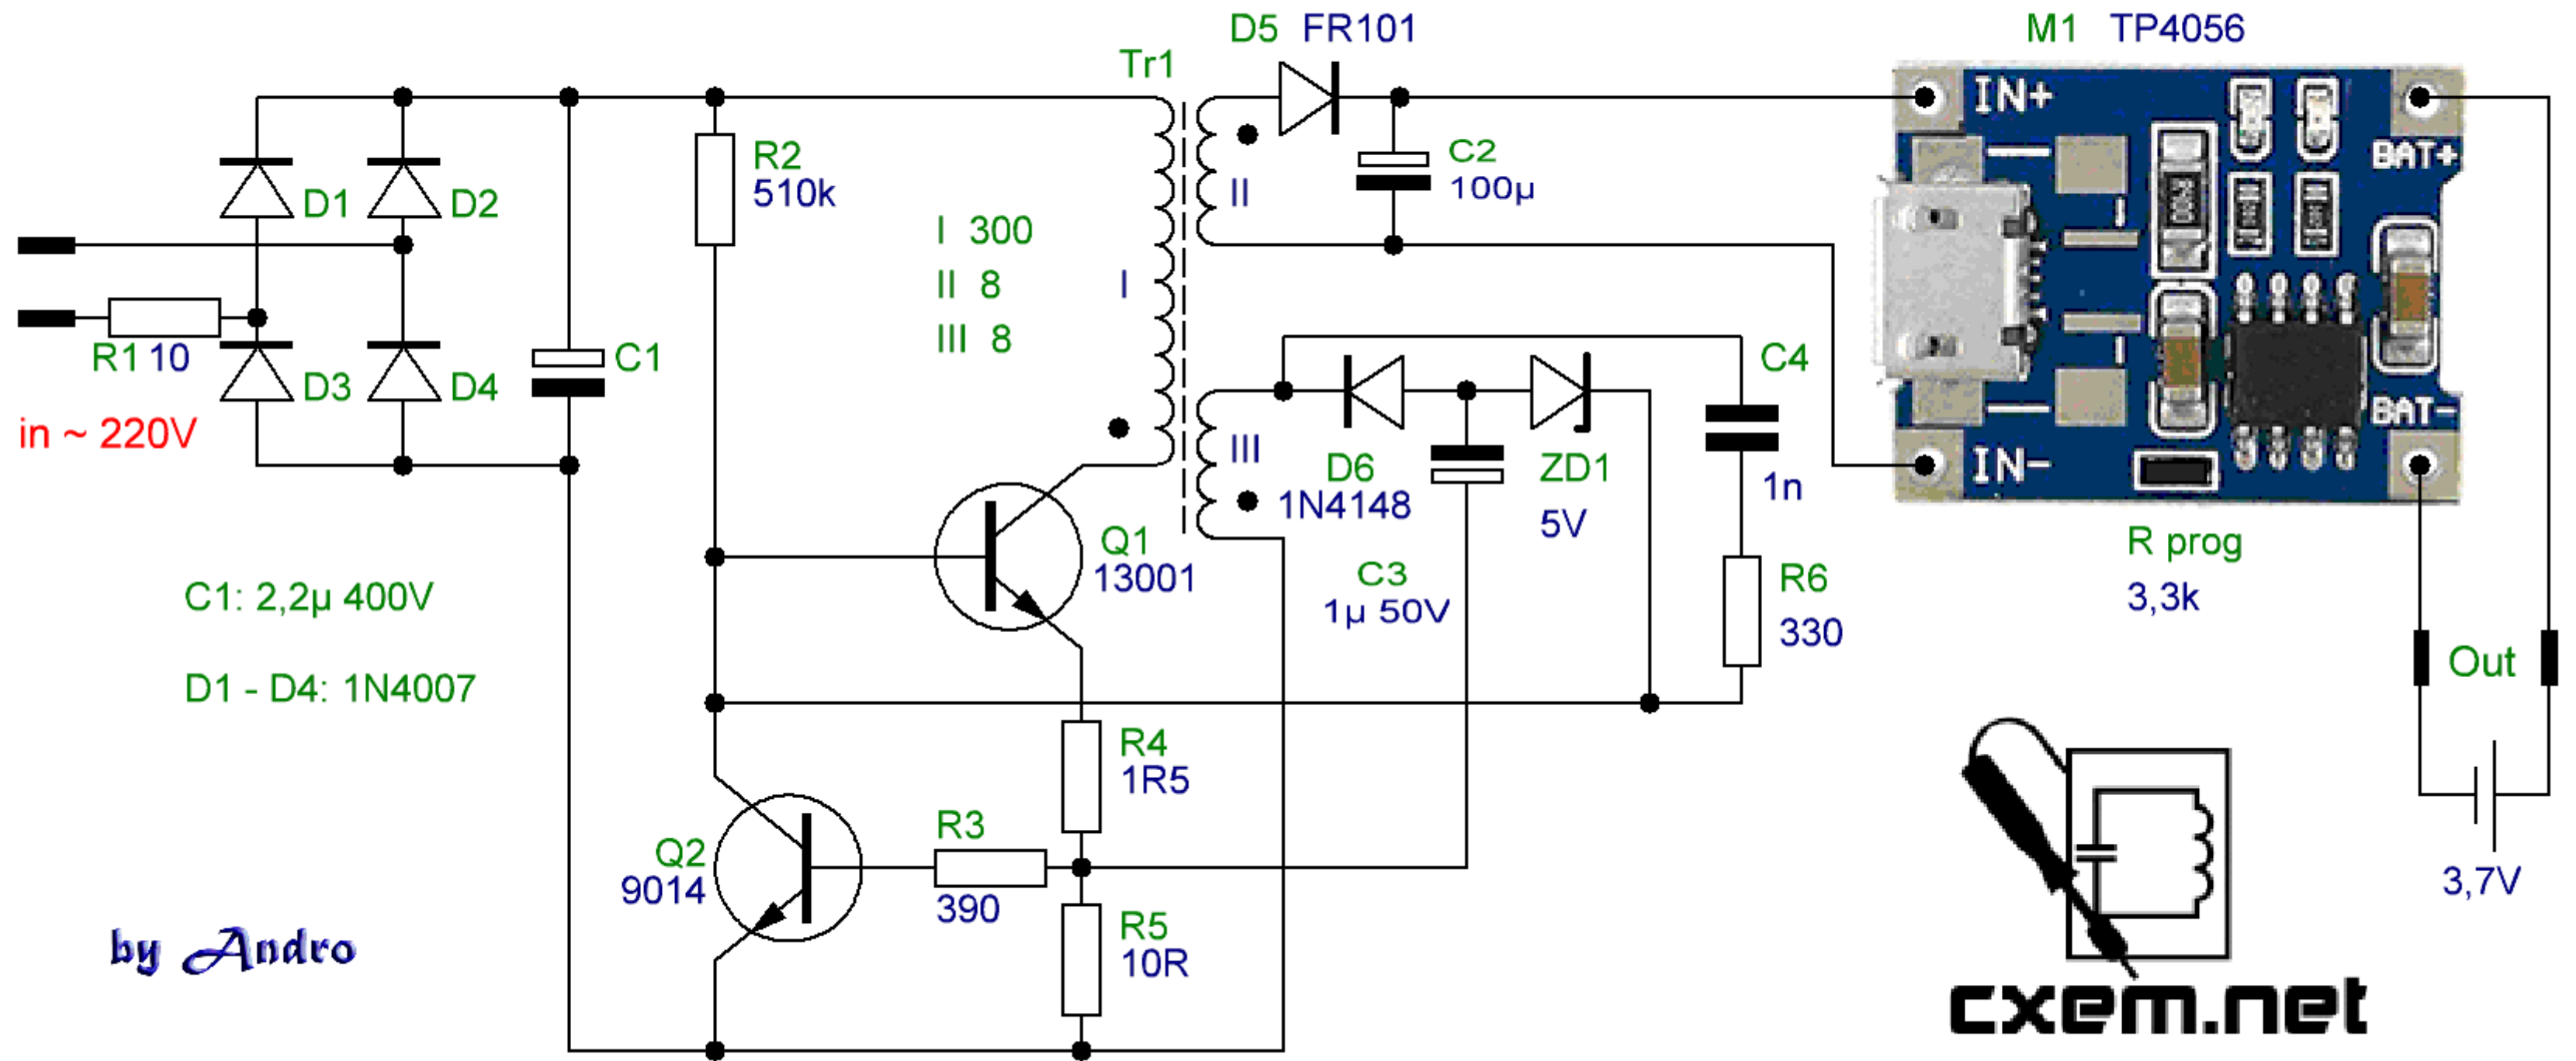 D5 FR101
M1 TP4056
Tr1
IN+
BAT+
R2
510k
C2
100µ
D1
D2
II
I 300
II 8
III 8
I
R1 10
D3
D4
C1
in ~ 220V
C4
1n
BAT-
IN-
III
D6
1N4148
ZD1
5V
Q1
13001
C3
1µ 50V
R6
330
R prog
3,3k
C1: 2,2µ 400V
D1 - D4: 1N4007
Out
R4
1R5
R3
390
Q2
9014
3,7V
R5
10R
by Andro
cxem.net